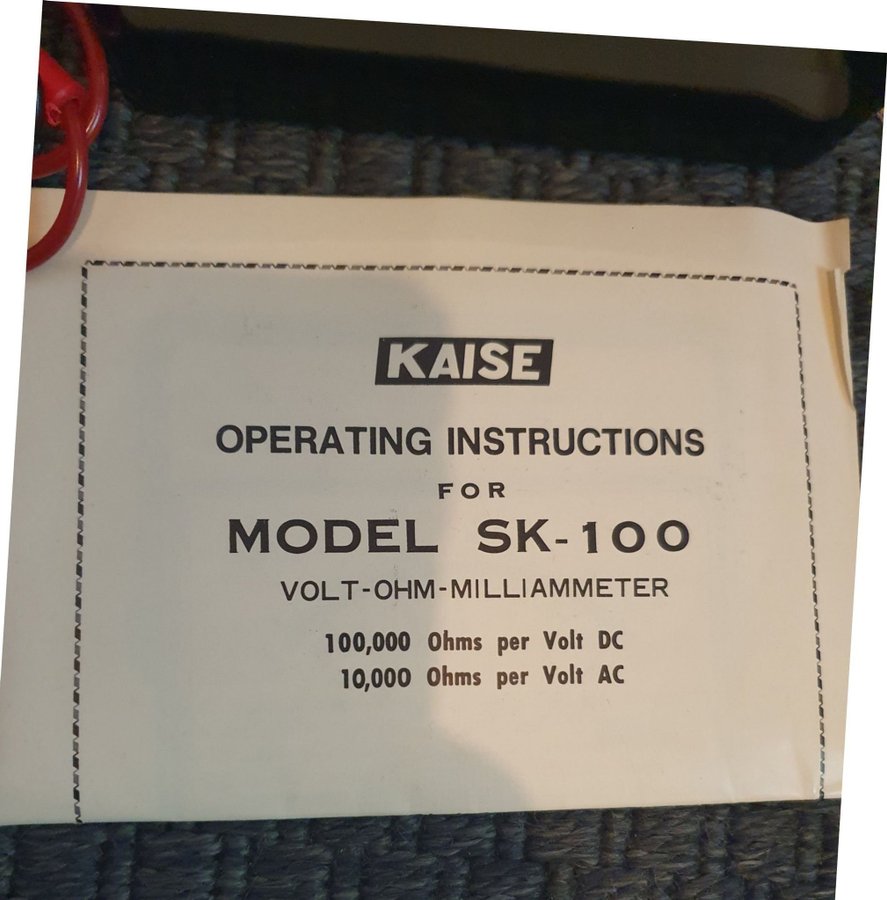 KAISE
OPERATING INSTRUCTIONS
FOR
MODEL SK-100
VOLT-OHM-MILLIAMMETER
100,000 Ohms per Volt DC
10,000 Ohms per Volt AC